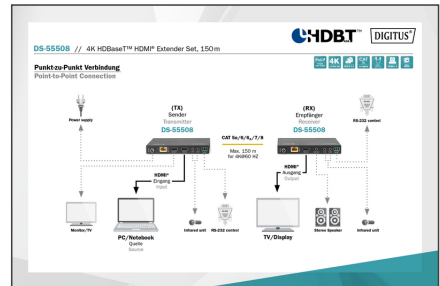 HDBT™ DIGITUS®
DS-55508 // 4K HDBaseT™ HDMI® Extender Set, 150m
Punkt-zu-Punkt Verbindung
Point-to-Point Connection
4K
Power supply
(TX)
Sender
Transmitter
DS-55508
CAT 5e/6/6A/7/8
Max. 150 m
for 4K@60 HZ
(RX)
Empfänger
Receiver
DS-55508
RS-232 control
HDMI®
Eingang
Input
HDMI®
Ausgang
Output
Monitor/TV
PC/Notebook
Quelle
Source
Infrared unit
RS-232 control
TV/Display
Stereo Speaker
Infrared unit